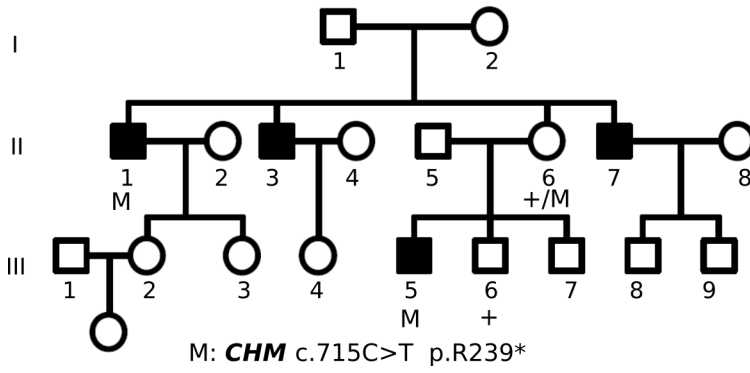 I
1 2
II
1 2 3 4 5 6 7 8
M +/M
III
1 2 3 4 5 6 7 8 9
M +
M: CHM c.715C>T p.R239*